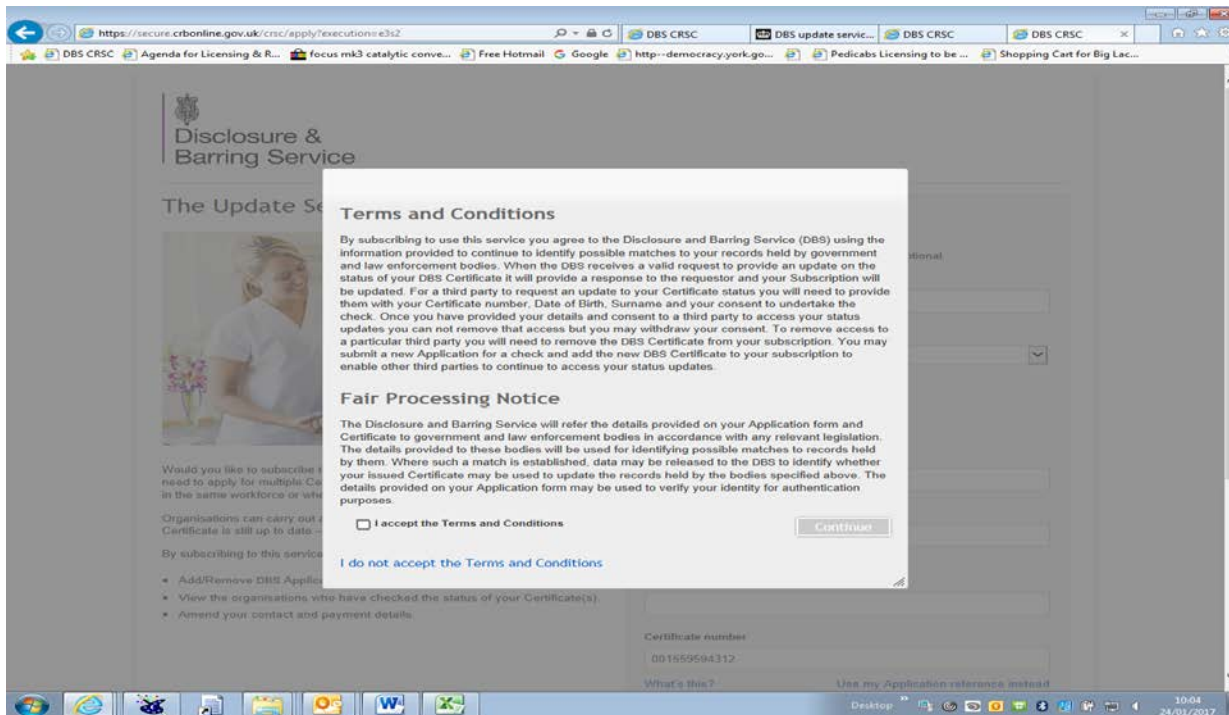 https://secure.crbonline.gov.uk/crsc/apply?execution=e3s2
DBS CRSC
DBS update servic...
DBS CRSC
DBS CRSC
DBS CRSC
Agenda for Licensing & R...
focus mk3 catalytic conve...
Free Hotmail
Google
http--democracy.york.go...
Pedicabs Licensing to be ...
Shopping Cart for Big Lac...
Disclosure &
Barring Service
The Update Se
Terms and Conditions
By subscribing to use this service you agree to the Disclosure and Barring Service (DBS) using the
information provided to continue to identify possible matches to your records held by government
and law enforcement bodies. When the DBS receives a valid request to provide an update on the
status of your DBS Certificate it will provide a response to the requestor and your Subscription will
be updated. For a third party to request an update to your Certificate status you will need to provide
them with your Certificate number, Date of Birth, Surname and your consent to undertake the
check. Once you have provided your details and consent to a third party to access your status
updates you can not remove that access but you may withdraw your consent. To remove access to
a particular third party you will need to remove the DBS Certificate from your subscription. You may
submit a new Application for a check and add the new DBS Certificate to your subscription to
enable other third parties to continue to access your status updates.
Fair Processing Notice
The Disclosure and Barring Service will refer the details provided on your Application form and
Certificate to government and law enforcement bodies in accordance with any relevant legislation.
The details provided to these bodies will be used for identifying possible matches to records held
by them. Where such a match is established, data may be released to the DBS to identify whether
your issued Certificate may be used to update the records held by the bodies specified above. The
details provided on your Application form may be used to verify your identity for authentication
purposes.
I accept the Terms and Conditions
Continue
I do not accept the Terms and Conditions
tional
Would you like to subscribe
need to apply for multiple Ce
in the same workforce or whe
Organisations can carry out
Certificate is still up to date –
By subscribing to this service
Add/Remove DBS Applic
View the organisations who have checked the status of your Certificate(s).
Amend your contact and payment details.
Certificate number
001659594312
What's this?
Use my Application reference instead
Desktop
10:04
24/01/2017